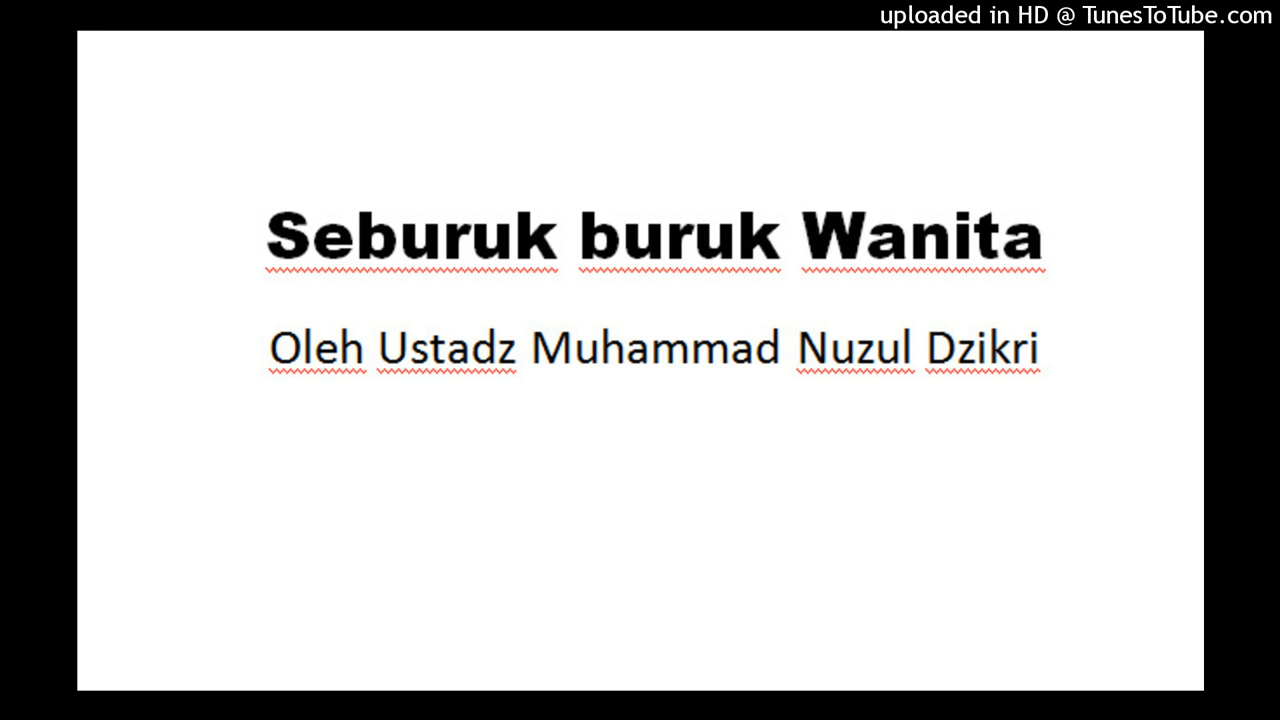 uploaded in HD @ TunesToTube.com
Seburuk buruk Wanita
Oleh Ustadz Muhammad Nuzul Dzikri